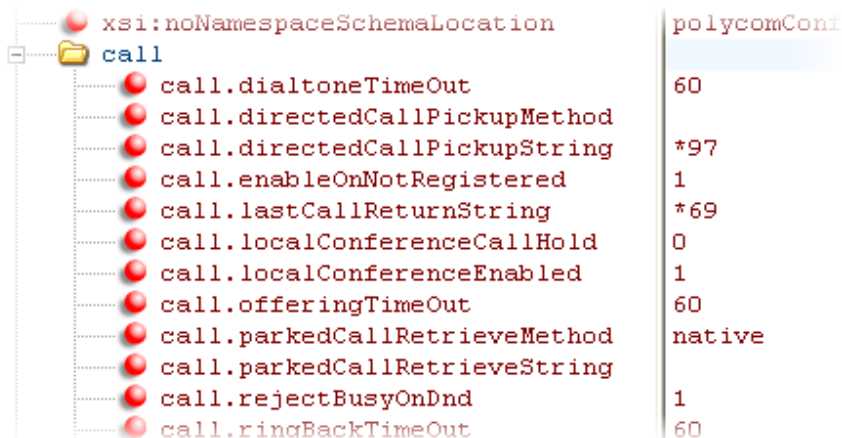 xsi:noNamespaceSchemaLocation polycomConf
call
call.dialtoneTimeOut 60
call.directedCallPickupMethod
call.directedCallPickupString *97
call.enableOnNotRegistered 1
call.lastCallReturnString *69
call.localConferenceCallHold 0
call.localConferenceEnabled 1
call.offeringTimeOut 60
call.parkedCallRetrieveMethod native
call.parkedCallRetrieveString
call.rejectBusyOnDnd 1
call.ringBackTimeOut 60